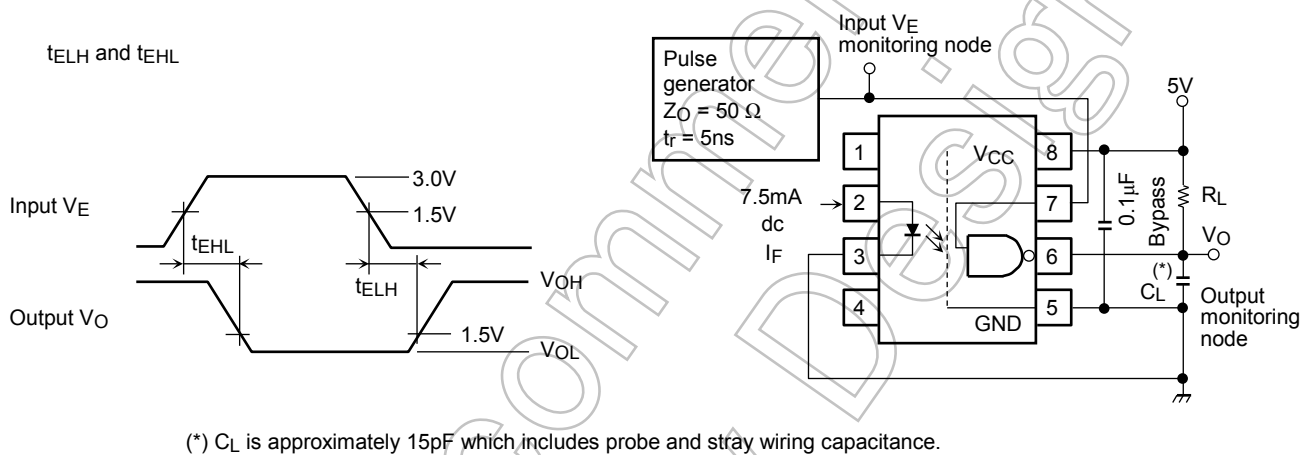 tELH and tEHL
Input VE
3.0V
1.5V
tEHL
tELH
VOH
Output VO
1.5V
VOL
Input VE
monitoring node
Pulse
generator
ZO = 50 Ω
tr = 5ns
5V
1
2
3
4
VCC
GND
8
7
6
5
7.5mA
dc
IF
0.1μF
Bypass
RL
VO
(*)
CL
Output
monitoring
node
(*) CL is approximately 15pF which includes probe and stray wiring capacitance.